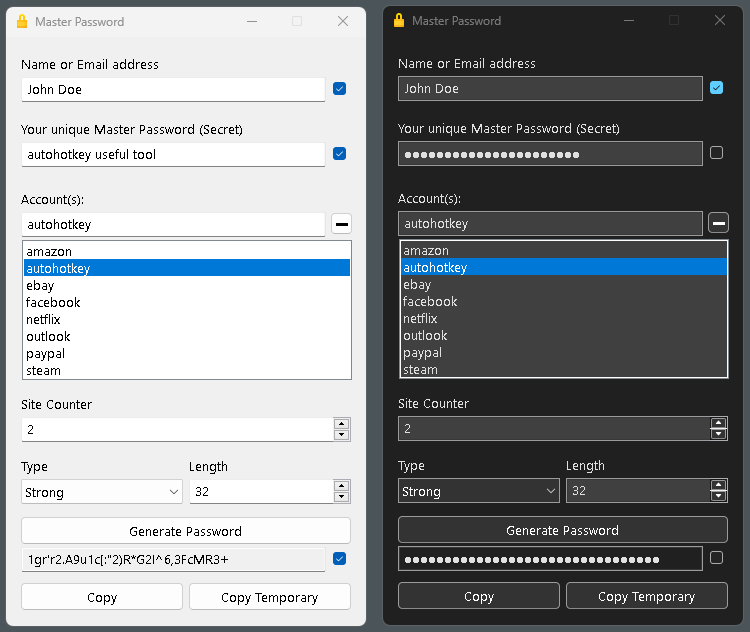 Master Password
Name or Email address
John Doe
Your unique Master Password (Secret)
autohotkey useful tool
Account(s):
autohotkey
amazon
autohotkey
ebay
facebook
netflix
outlook
paypal
steam
Site Counter
2
Type
Length
Strong
32
Generate Password
1gr'r2.A9u1c[:"2)R*G2I^6,3FcMR3+
Copy
Copy Temporary
Master Password
Name or Email address
John Doe
Your unique Master Password (Secret)
●●●●●●●●●●●●●●●●●●●●●●
Account(s):
autohotkey
amazon
autohotkey
ebay
facebook
netflix
outlook
paypal
steam
Site Counter
2
Type
Length
Strong
32
Generate Password
●●●●●●●●●●●●●●●●●●●●●●●●●●●●●●●●
Copy
Copy Temporary